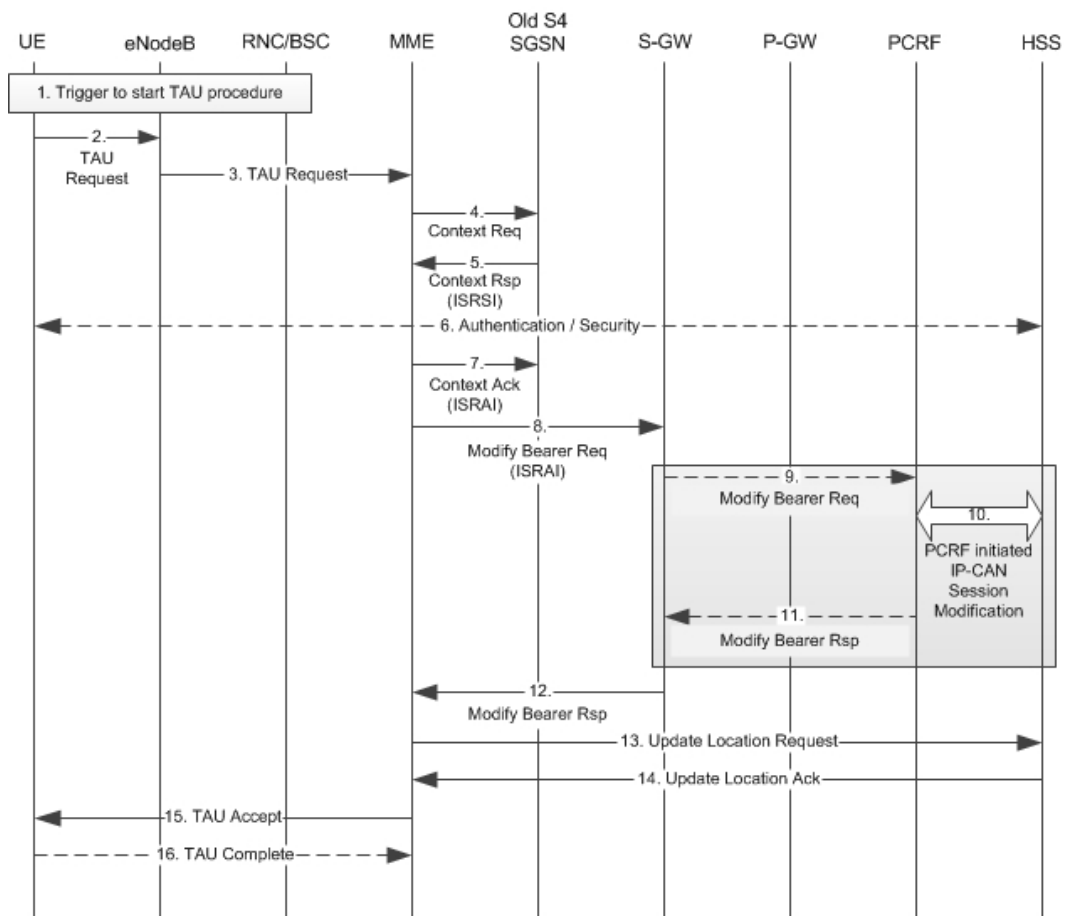 Old S4
UE eNodeB RNC/BSC MME SGSN S-GW P-GW PCRF HSS
1. Trigger to start TAU procedure
2.
TAU
Request
3. TAU Request
4.
Context Req
5.
Context Rsp
(ISRSI)
6. Authentication / Security
7.
Context Ack
(ISRAI)
8.
Modify Bearer Req
(ISRAI)
9.
Modify Bearer Req
10.
PCRF initiated
IP-CAN
Session
Modification
11.
Modify Bearer Rsp
12.
Modify Bearer Rsp
13. Update Location Request
14. Update Location Ack
15. TAU Accept
16. TAU Complete